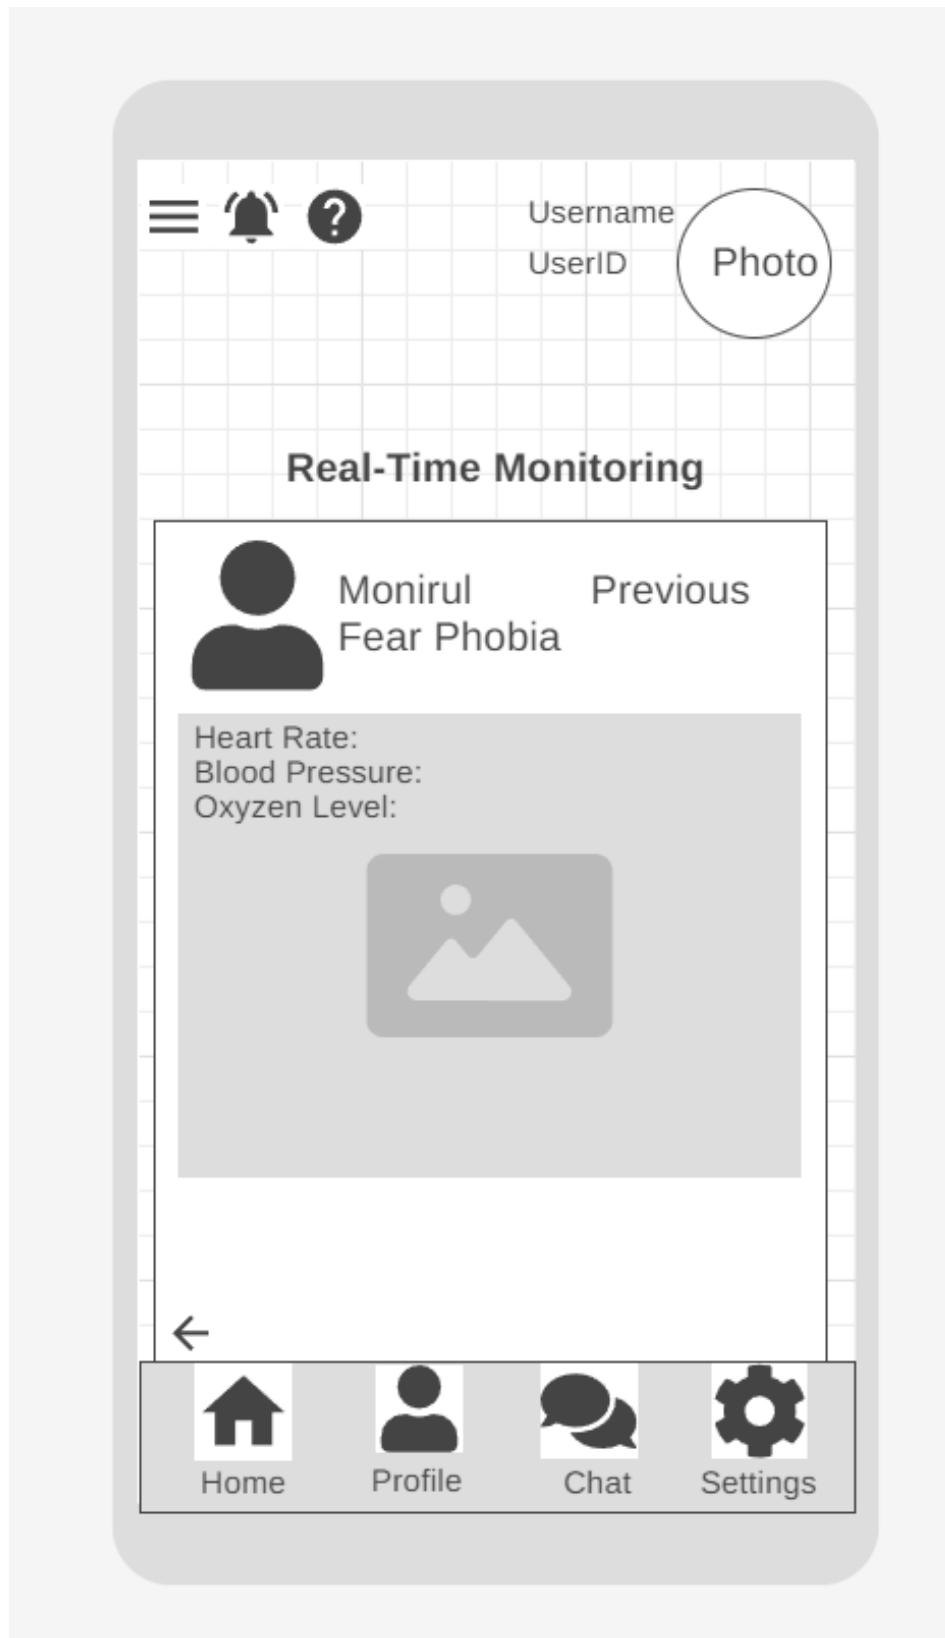 ?
Username
UserID
Photo
Real-Time Monitoring
Monirul Previous
Fear Phobia
Heart Rate:
Blood Pressure:
Oxyzen Level:
Home Profile Chat Settings